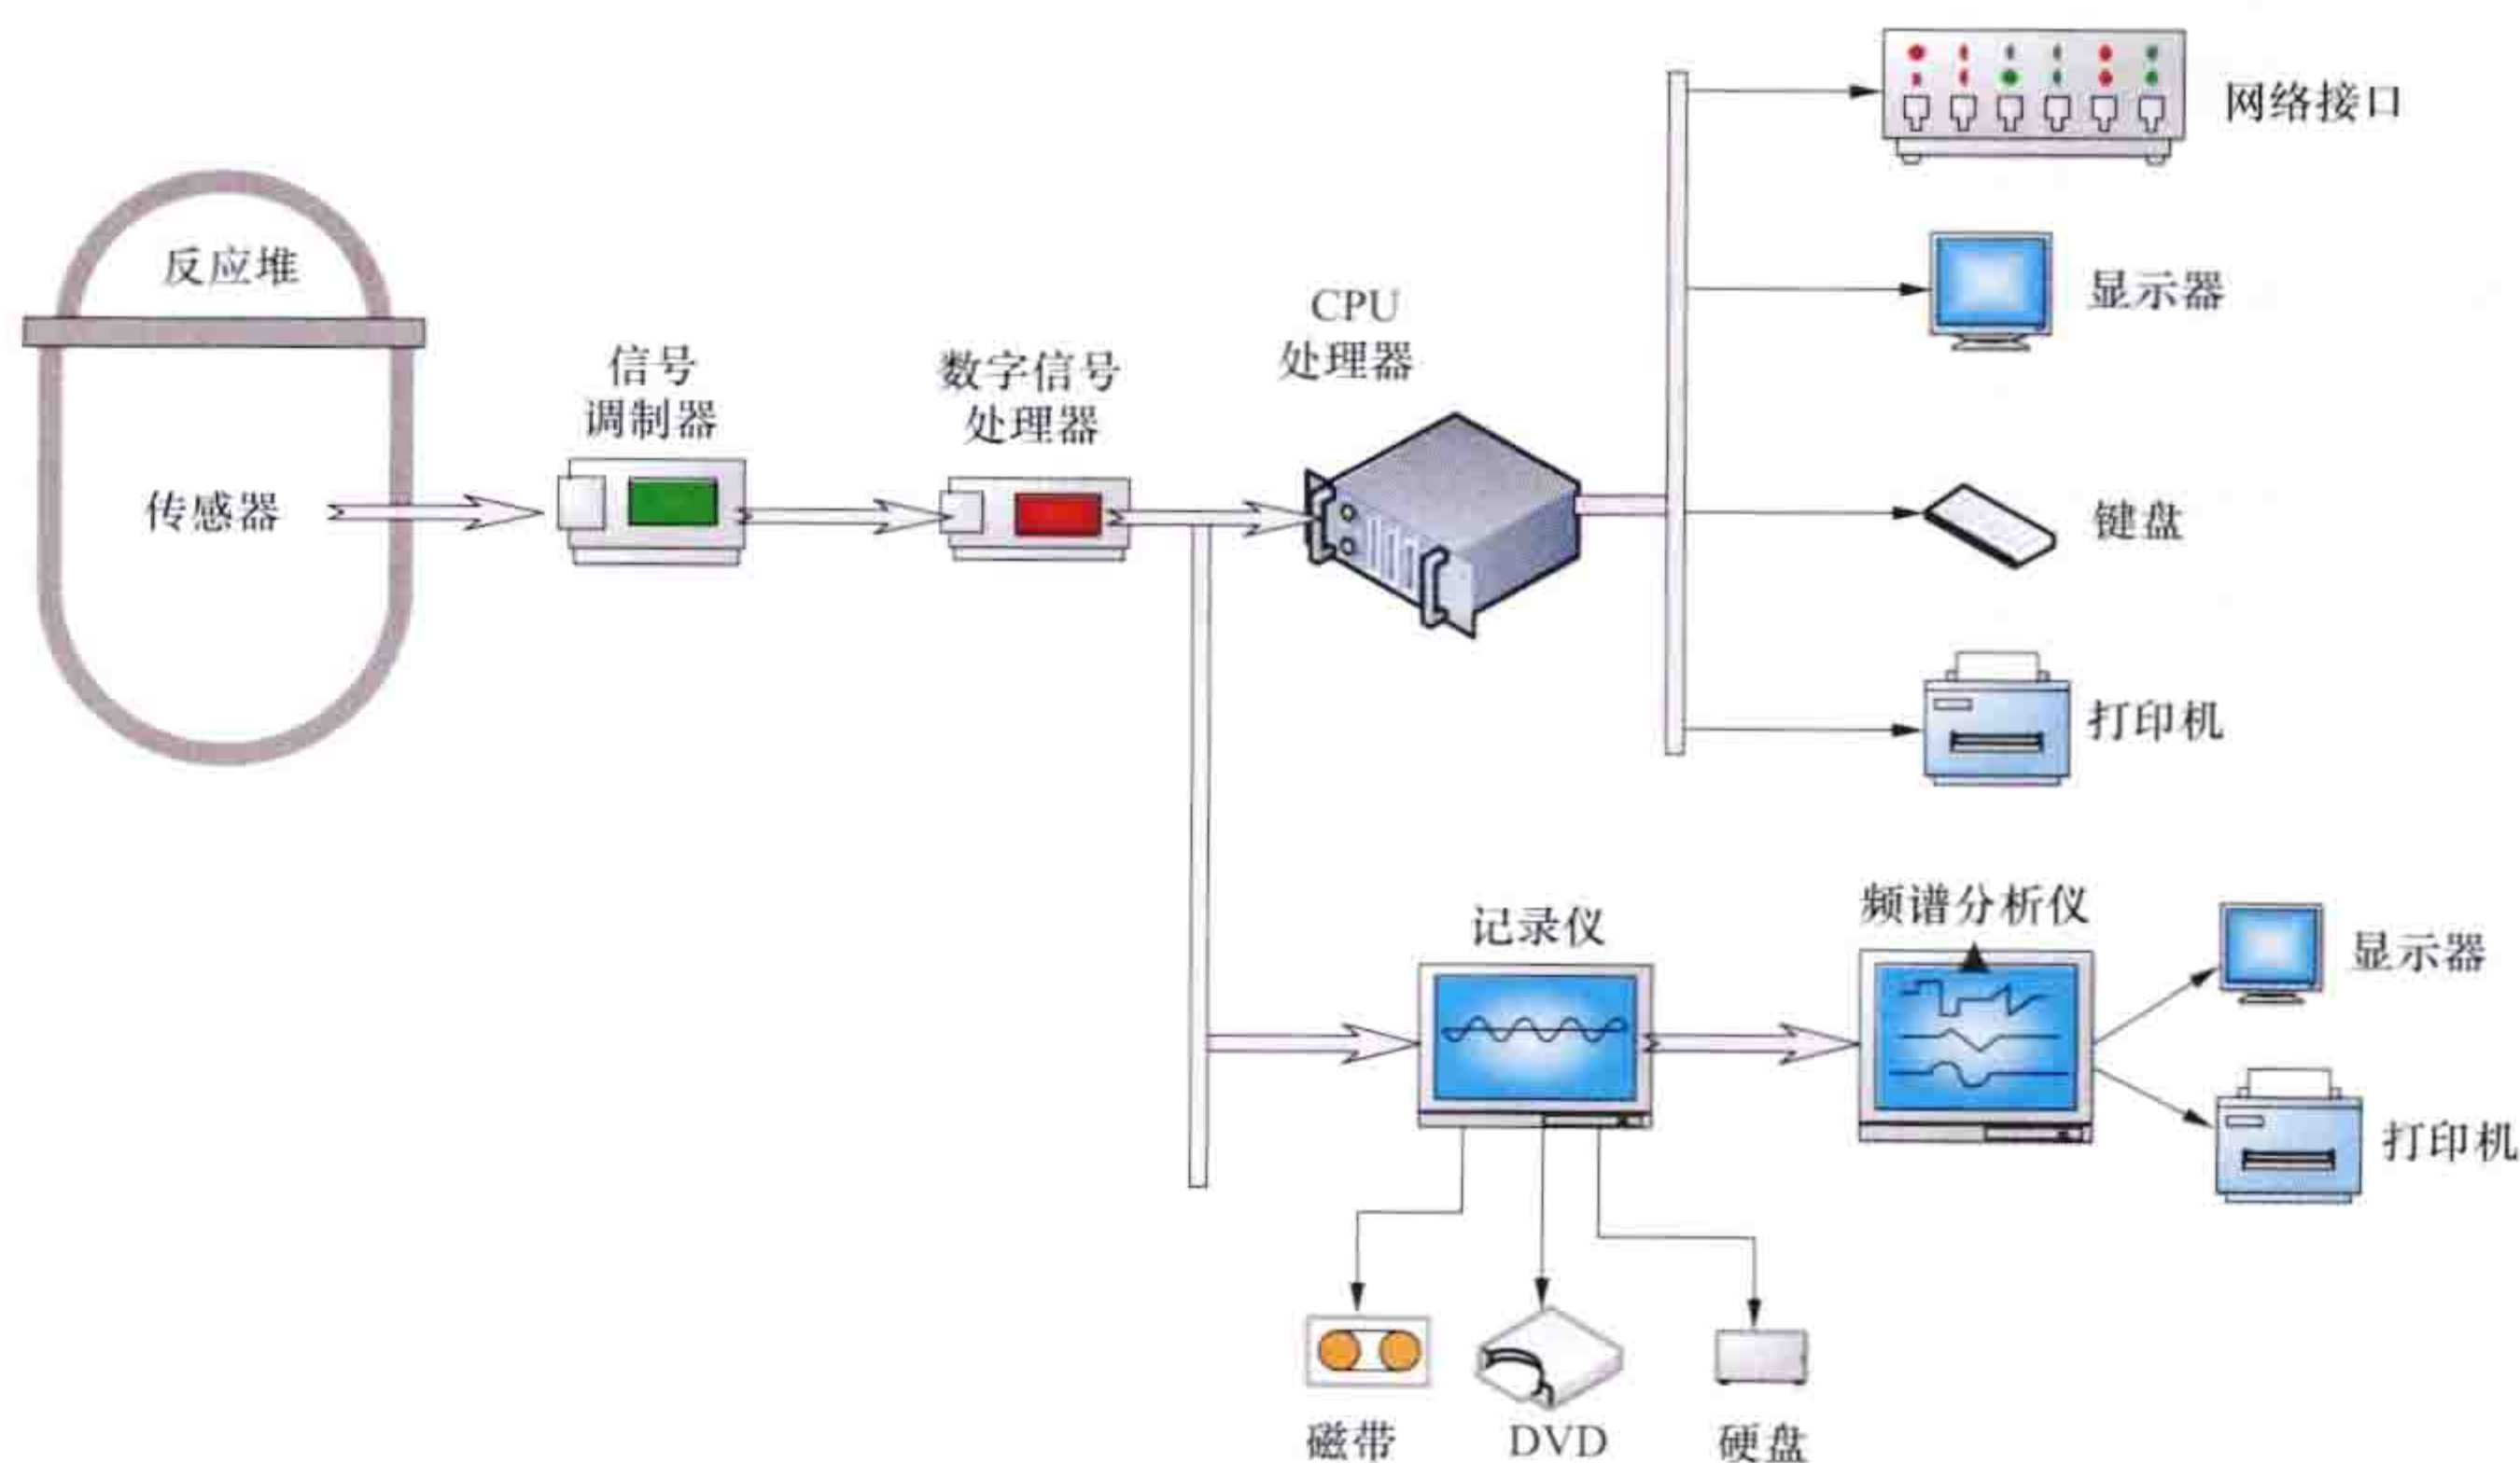 反应堆
传感器
信号
调制器
数字信号
处理器
CPU
处理器
网络接口
显示器
键盘
打印机
记录仪
频谱分析仪
显示器
打印机
磁带
DVD
硬盘